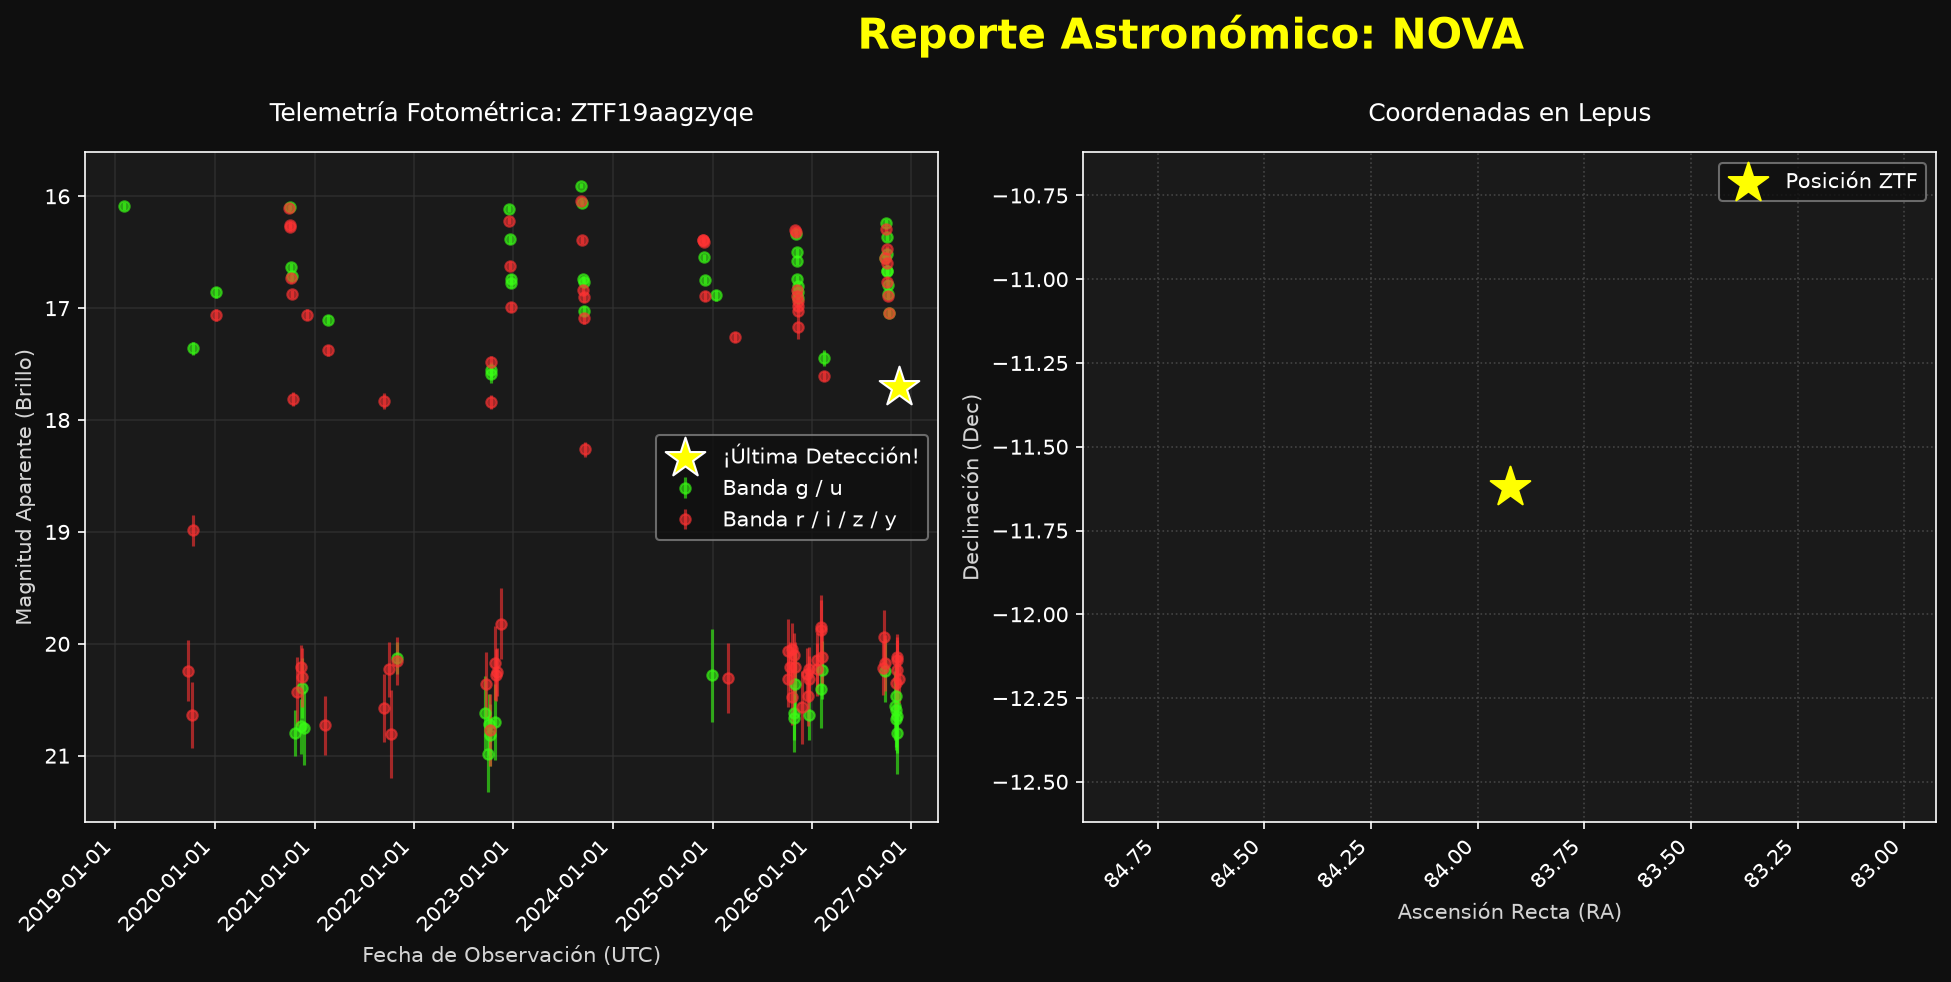 Reporte Astronómico: NOVA
Telemetría Fotométrica: ZTF19aagzyqe
Magnitud Aparente (Brillo)
16
17
18
19
20
21
¡Última Detección!
Banda g / u
Banda r / i / z / y
2019-01-01
2020-01-01
2021-01-01
2022-01-01
2023-01-01
2024-01-01
2025-01-01
2026-01-01
2027-01-01
Fecha de Observación (UTC)
Coordenadas en Lepus
Posición ZTF
Declinación (Dec)
−10.75
−11.00
−11.25
−11.50
−11.75
−12.00
−12.25
−12.50
84.75
84.50
84.25
84.00
83.75
83.50
83.25
83.00
Ascensión Recta (RA)